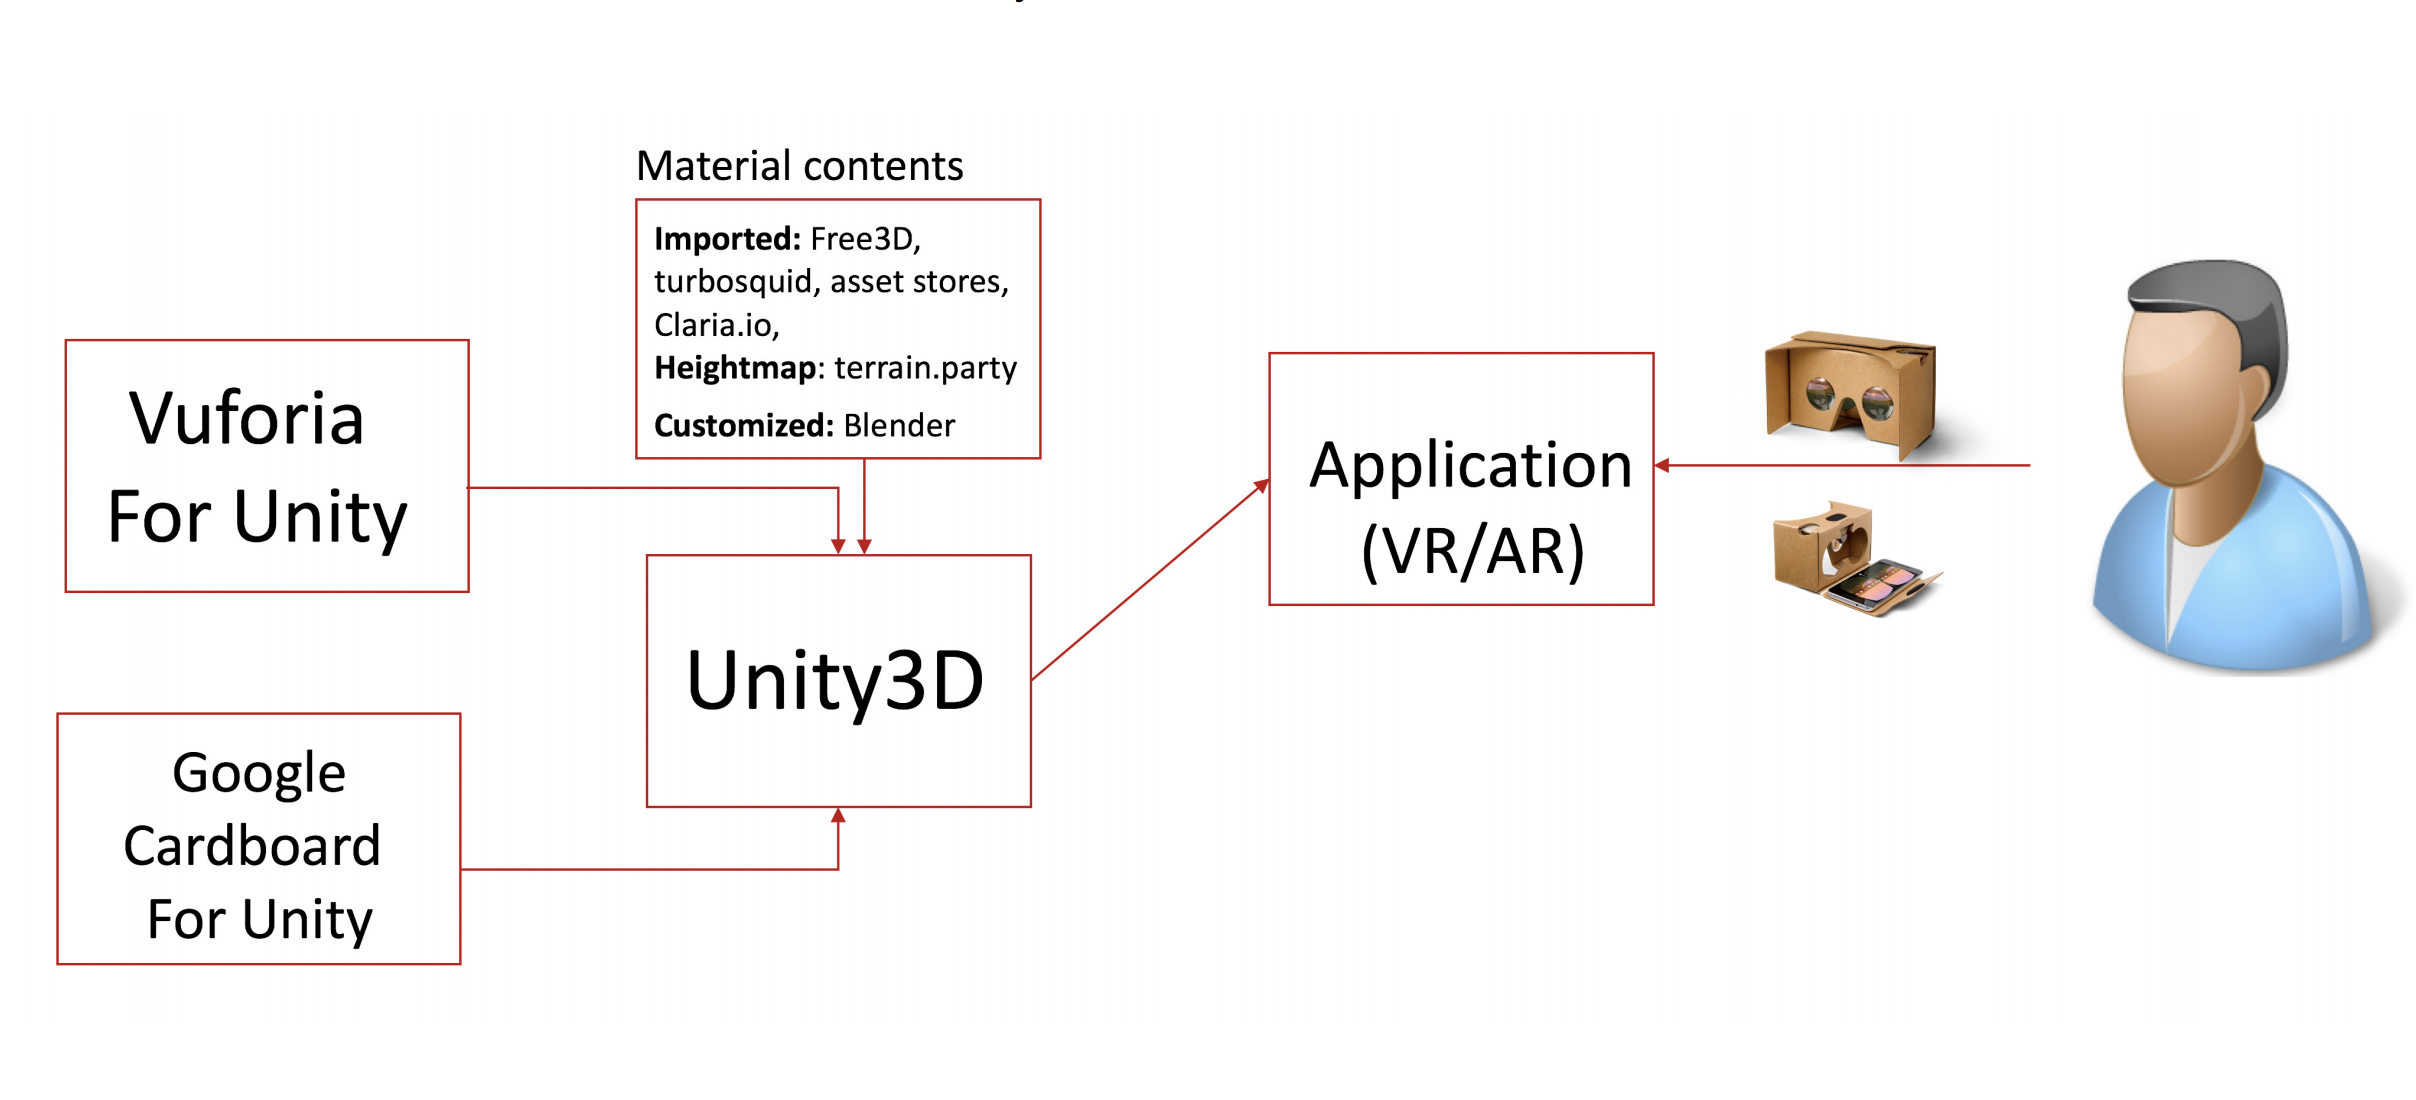 Material contents
Imported: Free3D,
turbosquid, asset stores,
Claria.io,
Heightmap: terrain.party
Customized: Blender
Vuforia
For Unity
Unity3D
Google
Cardboard
For Unity
Application
(VR/AR)